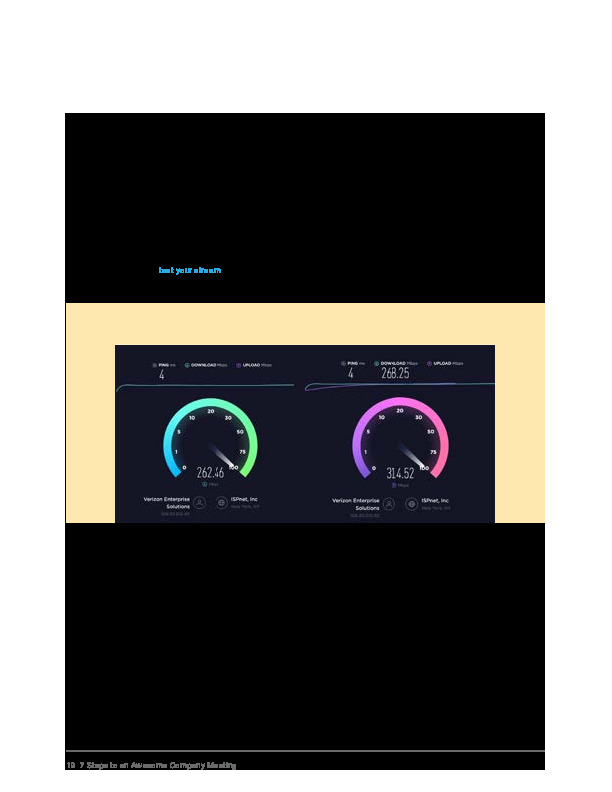 test your stream
PING ms DOWNLOAD Mbps UPLOAD Mbps
4
0 1 5 10 20 30 50 75 100
262.46
Mbps
Verizon Enterprise Solutions
ISPnet, Inc
New York, NY
PING ms DOWNLOAD Mbps UPLOAD Mbps
4 268.25
0 1 5 10 20 30 50 75 100
314.52
Mbps
Verizon Enterprise Solutions
ISPnet, Inc
New York, NY
7 Steps to an Awesome Company Meeting